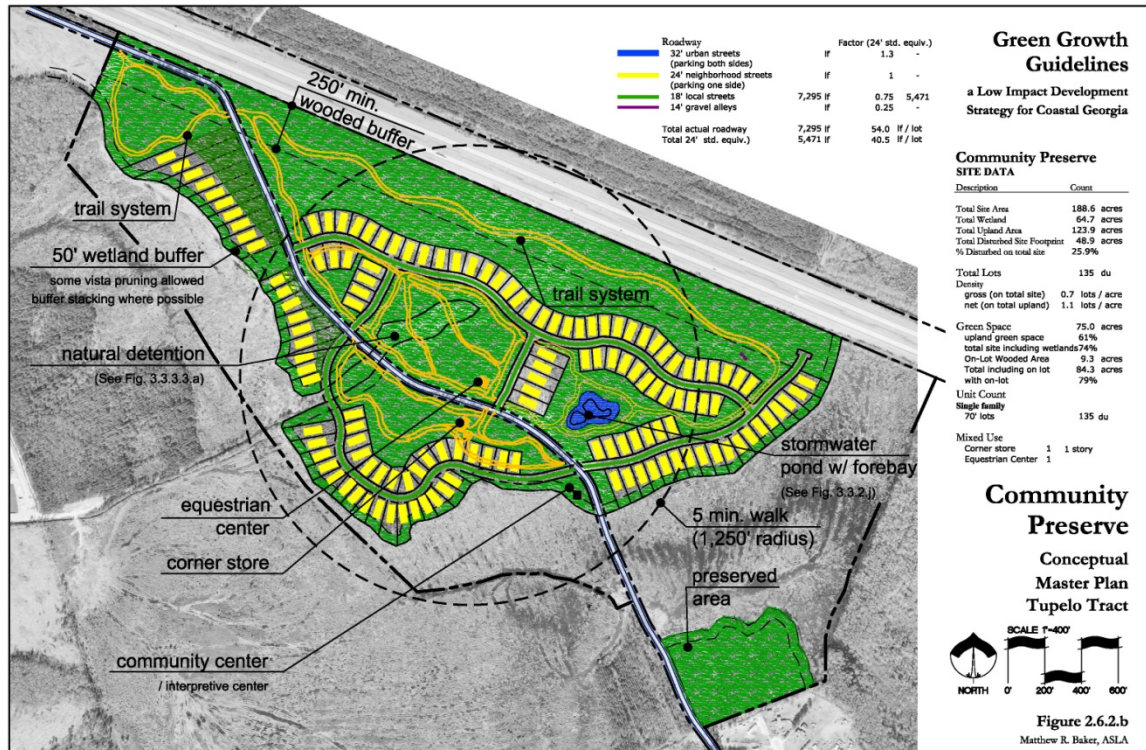 Roadway
Factor (24' std. equiv.)
32' urban streets lf 1.3 -
(parking both sides)
24' neighborhood streets lf 1 -
(parking one side)
18' local streets 7,295 lf 0.75 5,471
14' gravel alleys lf 0.25 -
Total actual roadway 7,295 lf 54.0 lf / lot
Total 24' std. equiv.) 5,471 lf 40.5 lf / lot
Green Growth
Guidelines
a Low Impact Development
Strategy for Coastal Georgia
Community Preserve
SITE DATA
Description Count
Total Site Area 188.6 acres
Total Wetland 64.7 acres
Total Upland Area 123.9 acres
Total Disturbed Site Footprint 48.9 acres
% Disturbed on total site 25.9%
Total Lots 135 du
Density
gross (on total site) 0.7 lots / acre
net (on total upland) 1.1 lots / acre
Green Space 75.0 acres
upland green space 61%
total site including wetlands 74%
On-Lot Wooded Area 9.3 acres
Total including on lot 84.3 acres
with on-lot 79%
Unit Count
Single family
70' lots 135 du
Mixed Use
Corner store 1 1 story
Equestrian Center 1
250' min.
wooded buffer
trail system
50' wetland buffer
some vista pruning allowed
buffer stacking where possible
trail system
natural detention
(See Fig. 3.3.3.3.a)
stormwater
pond w/ forebay
(See Fig. 3.3.2.j)
equestrian
center
5 min. walk
(1,250' radius)
corner store
preserved
area
community center
/ interpretive center
Community
Preserve
Conceptual
Master Plan
Tupelo Tract
SCALE 1"=400'
NORTH 0' 200' 400' 600'
Figure 2.6.2.b
Matthew R. Baker, ASLA